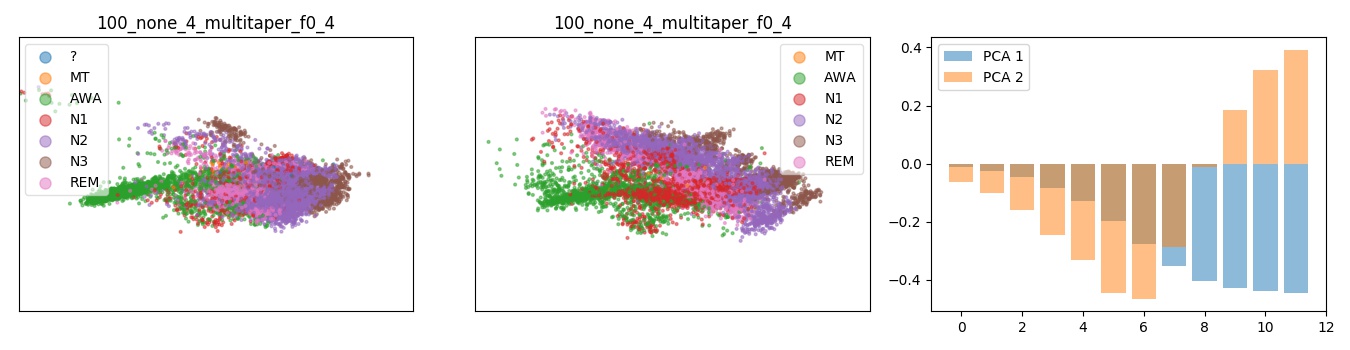 100_none_4_multitaper_f0_4
?
MT
AWA
N1
N2
N3
REM
100_none_4_multitaper_f0_4
MT
AWA
N1
N2
N3
REM
PCA 1
PCA 2
0.4
0.2
0.0
−0.2
−0.4
0 2 4 6 8 10 12